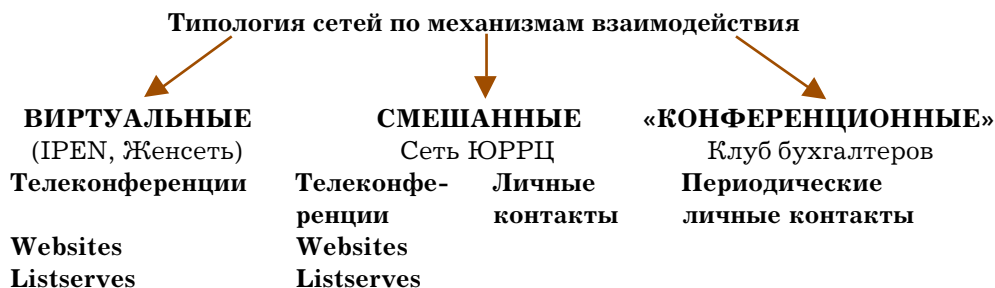 Типология сетей по механизмам взаимодействия
ВИРТУАЛЬНЫЕ СМЕШАННЫЕ «КОНФЕРЕНЦИОННЫЕ»
(IPEN, Женсеть) Сеть ЮРРЦ Клуб бухгалтеров
Телеконференции Телеконфе- Личные Периодические
ренции контакты личные контакты
Websites Websites
Listserves Listserves